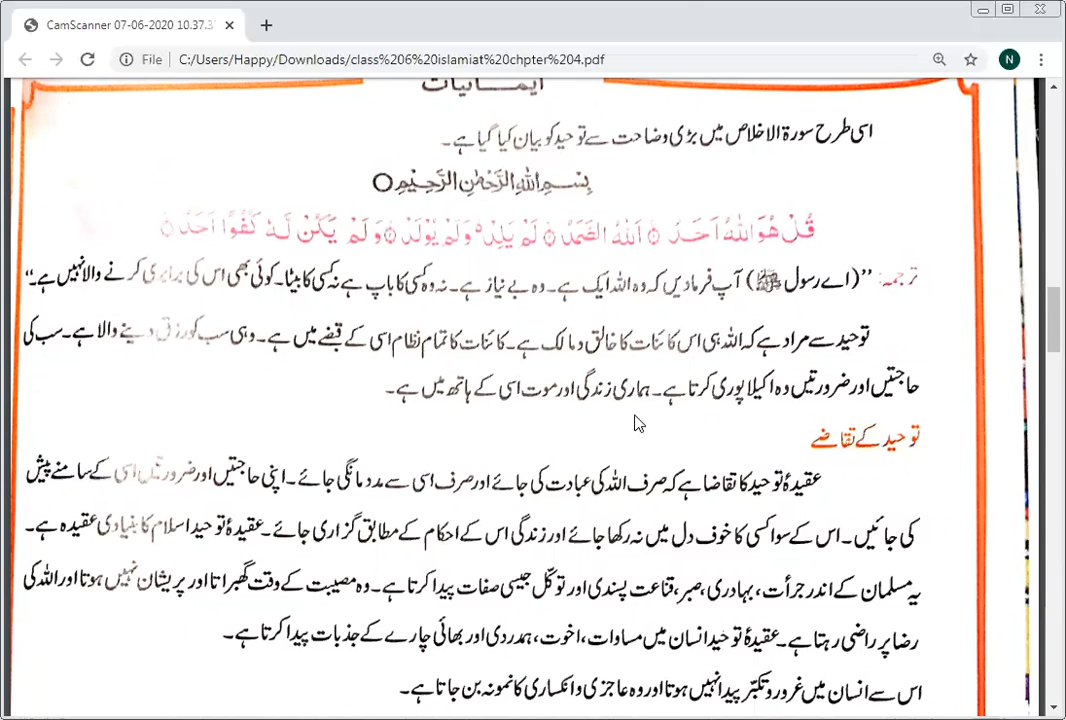 CamScanner 07-06-2020 10.37.3
File C:/Users/Happy/Downloads/class%206%20islamiat%20chpter%204.pdf
N
ایمانیات
اسی طرح سورۃ الاخلاص میں بڑی وضاحت سے توحید کو بیان کیا گیا ہے۔
بِسْمِ اللّٰهِ الرَّحْمٰنِ الرَّحِيْمِ ○
قُلْ هُوَ اللّٰهُ اَحَدٌ ۞ اَللّٰهُ الصَّمَدُ ۞ لَمْ يَلِدْ ۙ وَلَمْ يُوْلَدْ ۞ وَلَمْ يَكُنْ لَّهٗ كُفُوًا اَحَدٌ ۞
ترجمہ: ’’(اے رسول ﷺ) آپ فرما دیں کہ وہ اللہ ایک ہے۔ وہ بے نیاز ہے۔ نہ وہ کسی کا باپ ہے نہ کسی کا بیٹا۔ کوئی بھی اس کی برابری کرنے والا نہیں ہے۔‘‘
توحید سے مراد ہے کہ اللہ ہی اس کائنات کا خالق و مالک ہے۔ کائنات کا تمام نظام اسی کے قبضے میں ہے۔ وہی سب کو رزق دینے والا ہے۔ سب کی
حاجتیں اور ضرورتیں وہ اکیلا پوری کرتا ہے۔ ہماری زندگی اور موت اسی کے ہاتھ میں ہے۔
توحید کے تقاضے
عقیدۂ توحید کا تقاضا ہے کہ صرف اللہ کی عبادت کی جائے اور صرف اسی سے مدد مانگی جائے۔ اپنی حاجتیں اور ضرورتیں اسی کے سامنے پیش
کی جائیں۔ اس کے سوا کسی کا خوف دل میں نہ رکھا جائے اور زندگی اس کے احکام کے مطابق گزاری جائے۔ عقیدۂ توحید اسلام کا بنیادی عقیدہ ہے۔
یہ مسلمان کے اندر جرأت، بہادری، صبر، قناعت پسندی اور توکّل جیسی صفات پیدا کرتا ہے۔ وہ مصیبت کے وقت گھبراتا اور پریشان نہیں ہوتا اور اللہ کی
رضا پر راضی رہتا ہے۔ عقیدۂ توحید انسان میں مساوات، اخوت، ہمدردی اور بھائی چارے کے جذبات پیدا کرتا ہے۔
اس سے انسان میں غرور و تکبّر پیدا نہیں ہوتا اور وہ عاجزی و انکساری کا نمونہ بن جاتا ہے۔